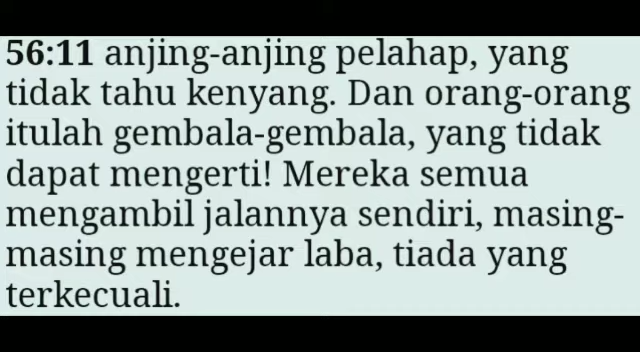 56:11 anjing-anjing pelahap, yang
tidak tahu kenyang. Dan orang-orang
itulah gembala-gembala, yang tidak
dapat mengerti! Mereka semua
mengambil jalannya sendiri, masing-
masing mengejar laba, tiada yang
terkecuali.